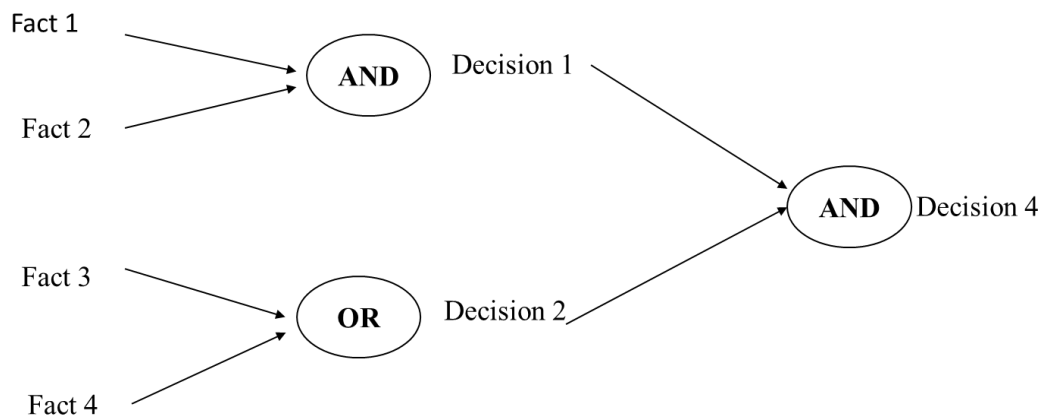 Fact 1
AND
Decision 1
Fact 2
AND
Decision 4
Fact 3
OR
Decision 2
Fact 4